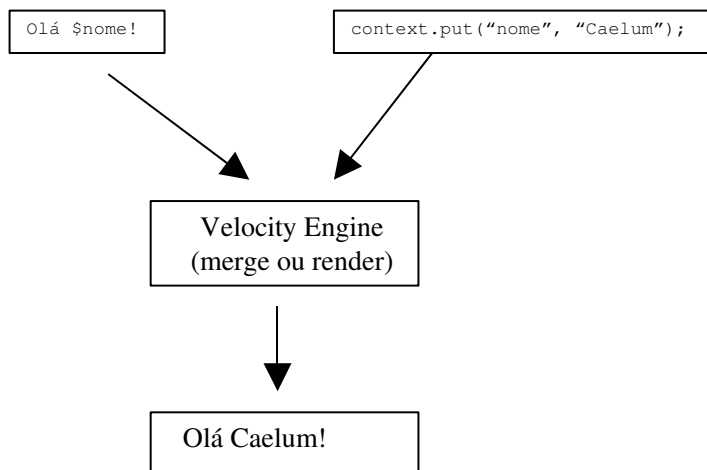 Olá $nome!
context.put(“nome”, “Caelum”);
Velocity Engine
(merge ou render)
Olá Caelum!